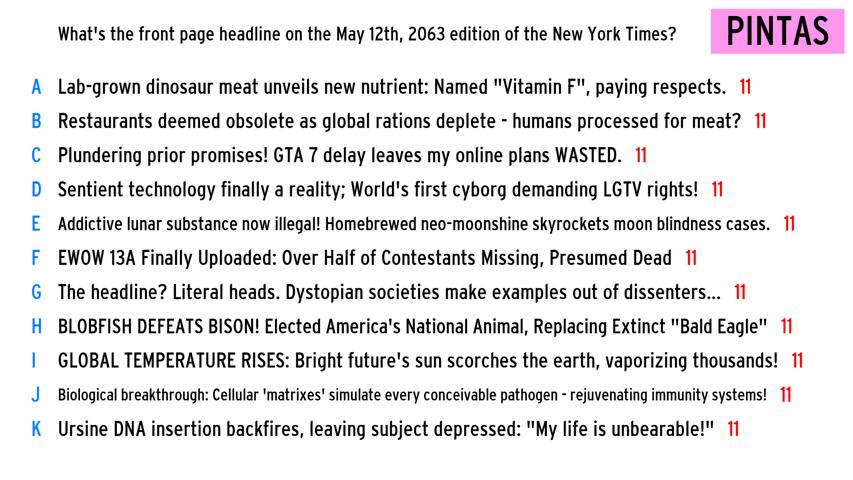 What's the front page headline on the May 12th, 2063 edition of the New York Times?
PINTAS
A Lab-grown dinosaur meat unveils new nutrient: Named "Vitamin F", paying respects. 11
B Restaurants deemed obsolete as global rations deplete - humans processed for meat? 11
C Plundering prior promises! GTA 7 delay leaves my online plans WASTED. 11
D Sentient technology finally a reality; World's first cyborg demanding LGTV rights! 11
E Addictive lunar substance now illegal! Homebrewed neo-moonshine skyrockets moon blindness cases. 11
F EWOW 13A Finally Uploaded: Over Half of Contestants Missing, Presumed Dead 11
G The headline? Literal heads. Dystopian societies make examples out of dissenters... 11
H BLOBFISH DEFEATS BISON! Elected America's National Animal, Replacing Extinct "Bald Eagle" 11
I GLOBAL TEMPERATURE RISES: Bright future's sun scorches the earth, vaporizing thousands! 11
J Biological breakthrough: Cellular 'matrixes' simulate every conceivable pathogen - rejuvenating immunity systems! 11
K Ursine DNA insertion backfires, leaving subject depressed: "My life is unbearable!" 11